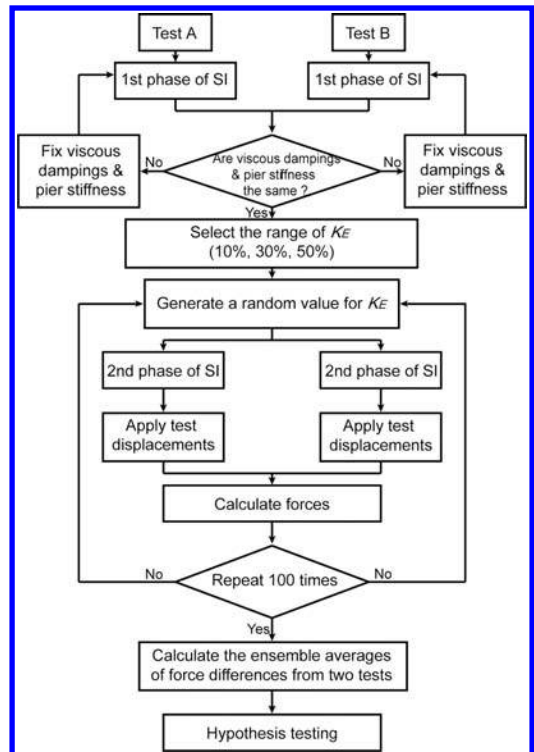 Test A
Test B
1st phase of SI
1st phase of SI
Fix viscous
dampings &
pier stiffness
No
Are viscous dampings
& pier stiffness
the same ?
No
Fix viscous
dampings &
pier stiffness
Yes
Select the range of KE
(10%, 30%, 50%)
Generate a random value for KE
2nd phase of SI
2nd phase of SI
Apply test
displacements
Apply test
displacements
Calculate forces
No
Repeat 100 times
No
Yes
Calculate the ensemble averages
of force differences from two tests
Hypothesis testing